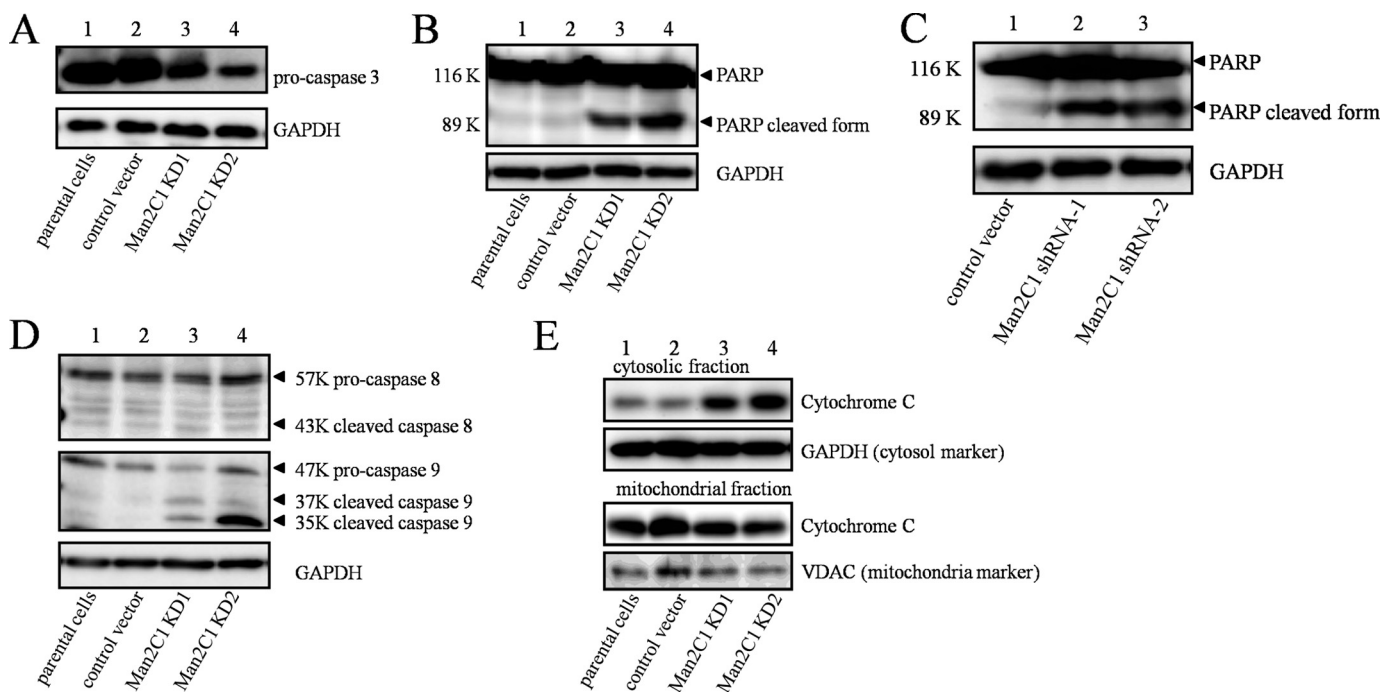 A
1 2 3 4
pro-caspase 3
GAPDH
parental cells
control vector
Man2C1 KD1
Man2C1 KD2
B
1 2 3 4
116 K
PARP
89 K
PARP cleaved form
GAPDH
parental cells
control vector
Man2C1 KD1
Man2C1 KD2
C
1 2 3
116 K
PARP
89 K
PARP cleaved form
GAPDH
control vector
Man2C1 shRNA-1
Man2C1 shRNA-2
D
1 2 3 4
57K pro-caspase 8
43K cleaved caspase 8
47K pro-caspase 9
37K cleaved caspase 9
35K cleaved caspase 9
GAPDH
parental cells
control vector
Man2C1 KD1
Man2C1 KD2
E
1 2 3 4
cytosolic fraction
Cytochrome C
GAPDH (cytosol marker)
mitochondrial fraction
Cytochrome C
VDAC (mitochondria marker)
parental cells
control vector
Man2C1 KD1
Man2C1 KD2